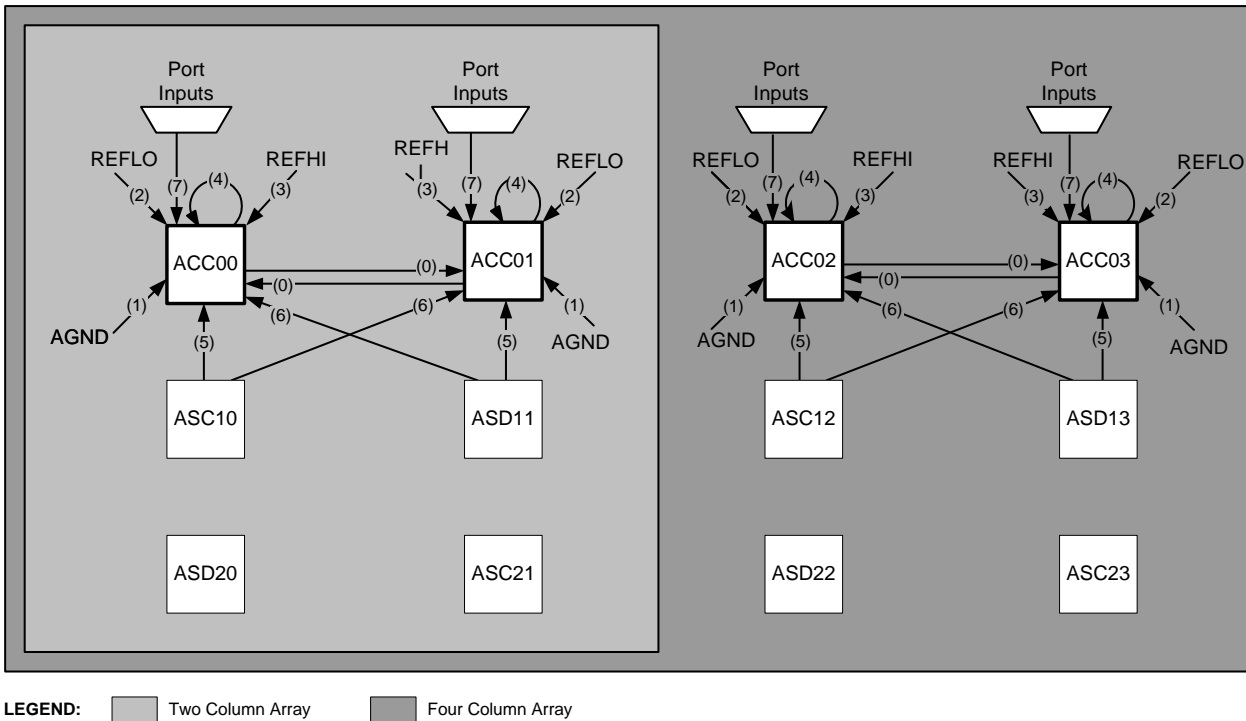 Port Inputs
Port Inputs
Port Inputs
Port Inputs
REFLO
REFHI
REFH
REFLO
REFLO
REFHI
REFHI
REFLO
(2)
(7)
(4)
(3)
(3)
(7)
(4)
(2)
(2)
(7)
(4)
(3)
(3)
(7)
(4)
(2)
ACC00
ACC01
ACC02
ACC03
(0)
(0)
(0)
(0)
(1)
(6)
(6)
(1)
(1)
(6)
(6)
(1)
AGND
(5)
(5)
AGND
AGND
(5)
(5)
AGND
ASC10
ASD11
ASC12
ASD13
ASD20
ASC21
ASD22
ASC23
LEGEND:
Two Column Array
Four Column Array